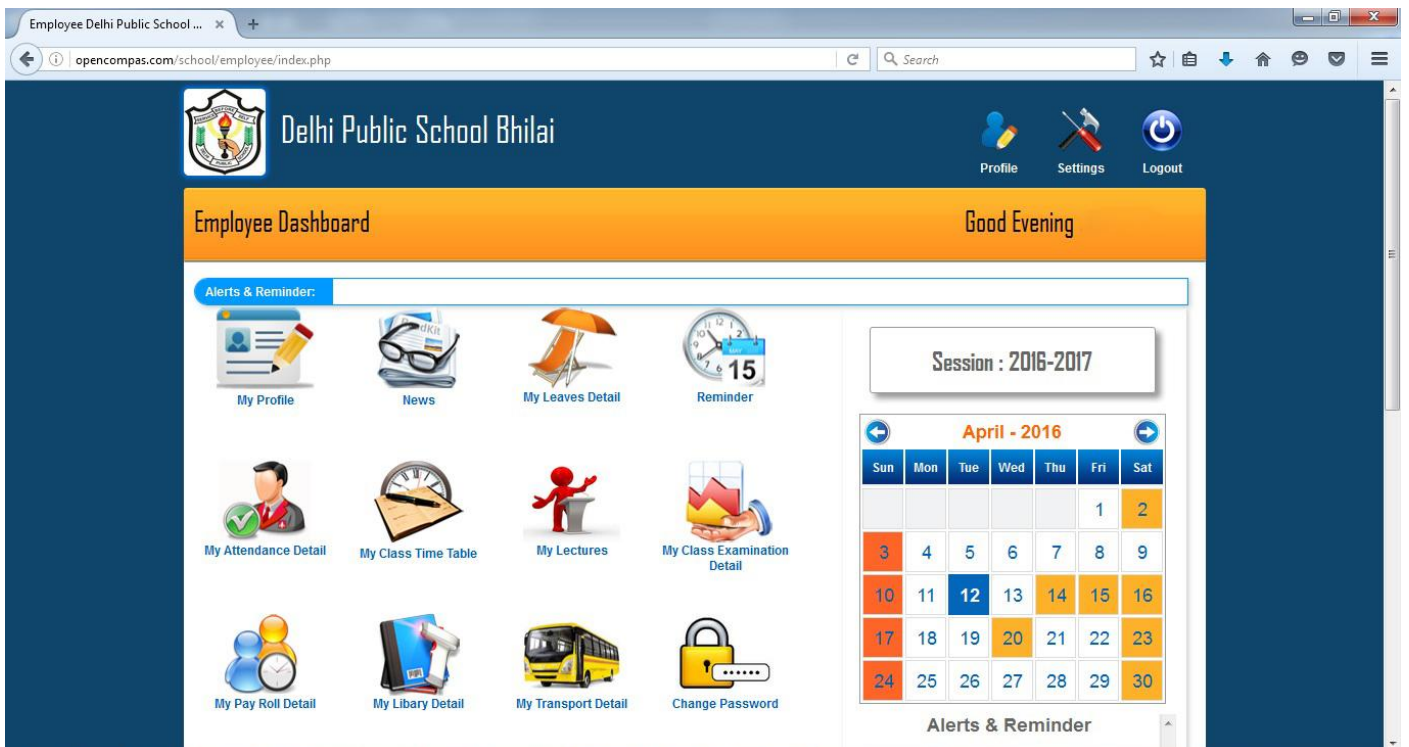 Employee Delhi Public School ...
opencompas.com/school/employee/index.php
Search
Delhi Public School Bhilai
Profile Settings Logout
Employee Dashboard
Good Evening
Alerts & Reminder:
My Profile
News
My Leaves Detail
15
Reminder
My Attendance Detail
My Class Time Table
My Lectures
My Class Examination
Detail
My Pay Roll Detail
My Libary Detail
My Transport Detail
Change Password
Session : 2016-2017
April - 2016
Sun Mon Tue Wed Thu Fri Sat
1 2
3 4 5 6 7 8 9
10 11 12 13 14 15 16
17 18 19 20 21 22 23
24 25 26 27 28 29 30
Alerts & Reminder